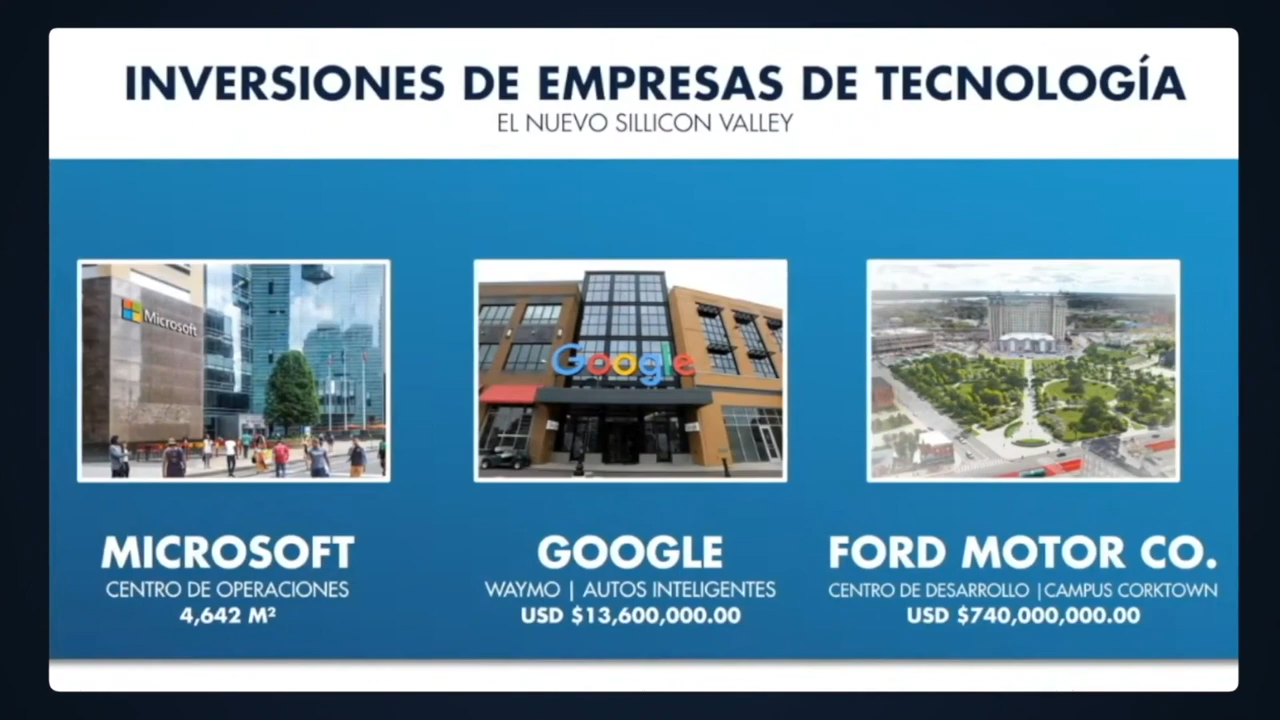 INVERSIONES DE EMPRESAS DE TECNOLOGÍA
EL NUEVO SILLICON VALLEY
Microsoft
Google
MICROSOFT
CENTRO DE OPERACIONES
4,642 M²
GOOGLE
WAYMO | AUTOS INTELIGENTES
USD $13,600,000.00
FORD MOTOR CO.
CENTRO DE DESARROLLO |CAMPUS CORKTOWN
USD $740,000,000.00